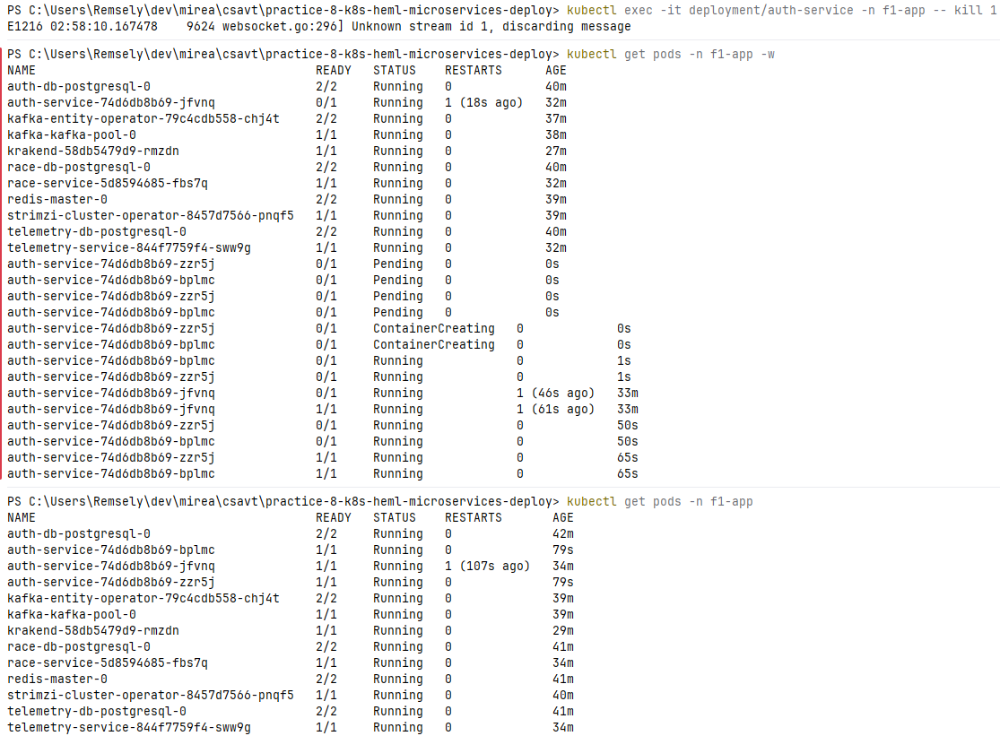 PS C:\Users\Remsely\dev\mirea\csavt\practice-8-k8s-heml-microservices-deploy> kubectl exec -it deployment/auth-service -n f1-app -- kill 1
E1216 02:58:10.167478    9624 websocket.go:296] Unknown stream id 1, discarding message
PS C:\Users\Remsely\dev\mirea\csavt\practice-8-k8s-heml-microservices-deploy> kubectl get pods -n f1-app -w
NAME                                       READY   STATUS    RESTARTS      AGE
auth-db-postgresql-0                       2/2     Running   0             40m
auth-service-74d6db8b69-jfvnq              0/1     Running   1 (18s ago)   32m
kafka-entity-operator-79c4cdb558-chj4t     2/2     Running   0             37m
kafka-kafka-pool-0                         1/1     Running   0             38m
krakend-58db5479d9-rmzdn                   1/1     Running   0             27m
race-db-postgresql-0                       2/2     Running   0             40m
race-service-5d8594685-fbs7q               1/1     Running   0             32m
redis-master-0                             2/2     Running   0             39m
strimzi-cluster-operator-8457d7566-pnqf5   1/1     Running   0             39m
telemetry-db-postgresql-0                  2/2     Running   0             40m
telemetry-service-844f7759f4-sww9g         1/1     Running   0             32m
auth-service-74d6db8b69-zzr5j              0/1     Pending   0             0s
auth-service-74d6db8b69-bplmc              0/1     Pending   0             0s
auth-service-74d6db8b69-zzr5j              0/1     Pending   0             0s
auth-service-74d6db8b69-bplmc              0/1     Pending   0             0s
auth-service-74d6db8b69-zzr5j              0/1     ContainerCreating   0             0s
auth-service-74d6db8b69-bplmc              0/1     ContainerCreating   0             0s
auth-service-74d6db8b69-bplmc              0/1     Running             0             1s
auth-service-74d6db8b69-zzr5j              0/1     Running             0             1s
auth-service-74d6db8b69-jfvnq              0/1     Running             1 (46s ago)   33m
auth-service-74d6db8b69-jfvnq              1/1     Running             1 (61s ago)   33m
auth-service-74d6db8b69-zzr5j              0/1     Running             0             50s
auth-service-74d6db8b69-bplmc              0/1     Running             0             50s
auth-service-74d6db8b69-zzr5j              1/1     Running             0             65s
auth-service-74d6db8b69-bplmc              1/1     Running             0             65s
PS C:\Users\Remsely\dev\mirea\csavt\practice-8-k8s-heml-microservices-deploy> kubectl get pods -n f1-app
NAME                                       READY   STATUS    RESTARTS       AGE
auth-db-postgresql-0                       2/2     Running   0              42m
auth-service-74d6db8b69-bplmc              1/1     Running   0              79s
auth-service-74d6db8b69-jfvnq              1/1     Running   1 (107s ago)   34m
auth-service-74d6db8b69-zzr5j              1/1     Running   0              79s
kafka-entity-operator-79c4cdb558-chj4t     2/2     Running   0              39m
kafka-kafka-pool-0                         1/1     Running   0              39m
krakend-58db5479d9-rmzdn                   1/1     Running   0              29m
race-db-postgresql-0                       2/2     Running   0              41m
race-service-5d8594685-fbs7q               1/1     Running   0              34m
redis-master-0                             2/2     Running   0              41m
strimzi-cluster-operator-8457d7566-pnqf5   1/1     Running   0              40m
telemetry-db-postgresql-0                  2/2     Running   0              41m
telemetry-service-844f7759f4-sww9g         1/1     Running   0              34m